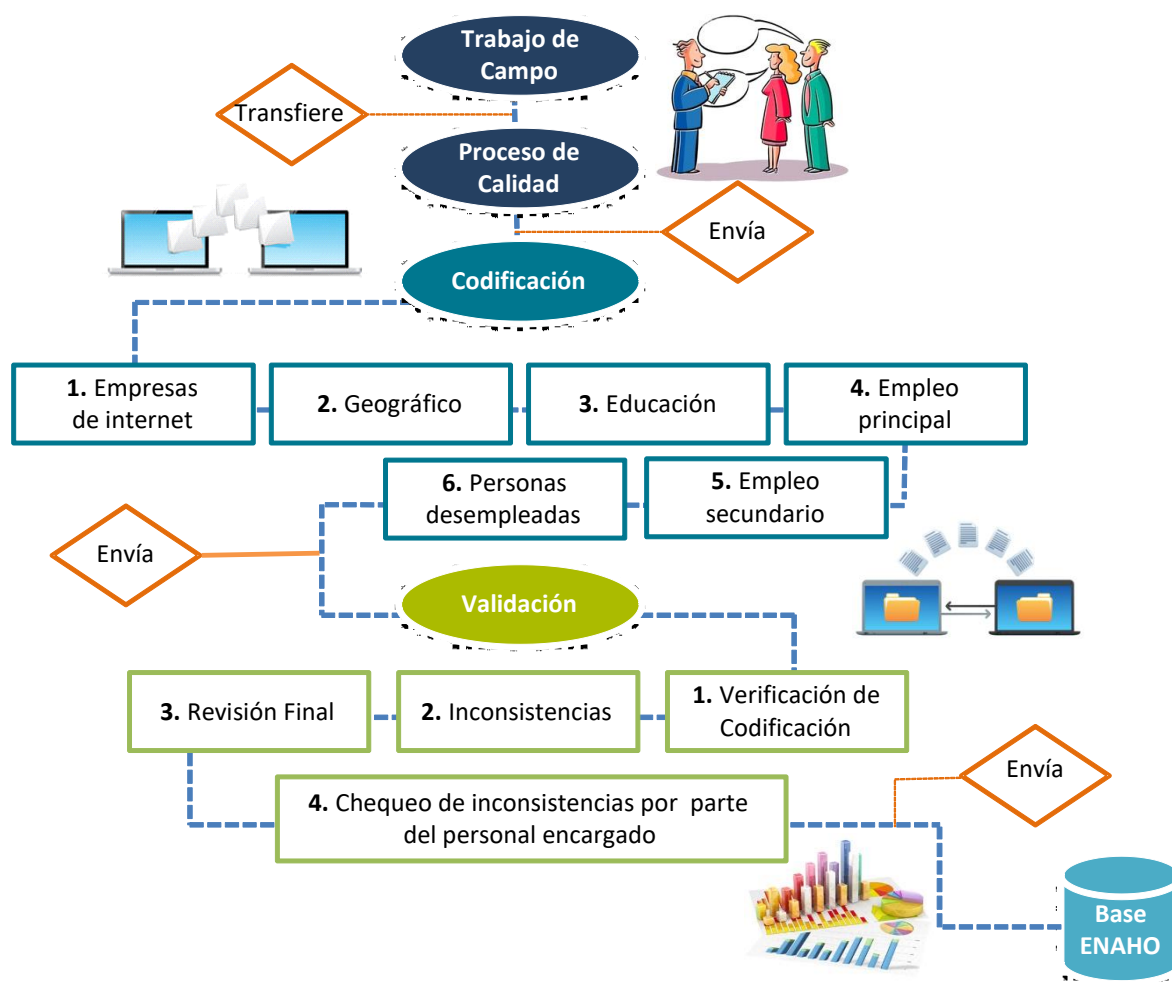 Trabajo de
Campo
Transfiere
Proceso de
Calidad
Envía
Codificación
1. Empresas
de internet
2. Geográfico
3. Educación
4. Empleo
principal
5. Empleo
secundario
6. Personas
desempleadas
Envía
Validación
1. Verificación de
Codificación
2. Inconsistencias
3. Revisión Final
4. Chequeo de inconsistencias por  parte
del personal encargado
Envía
Base
ENAHO